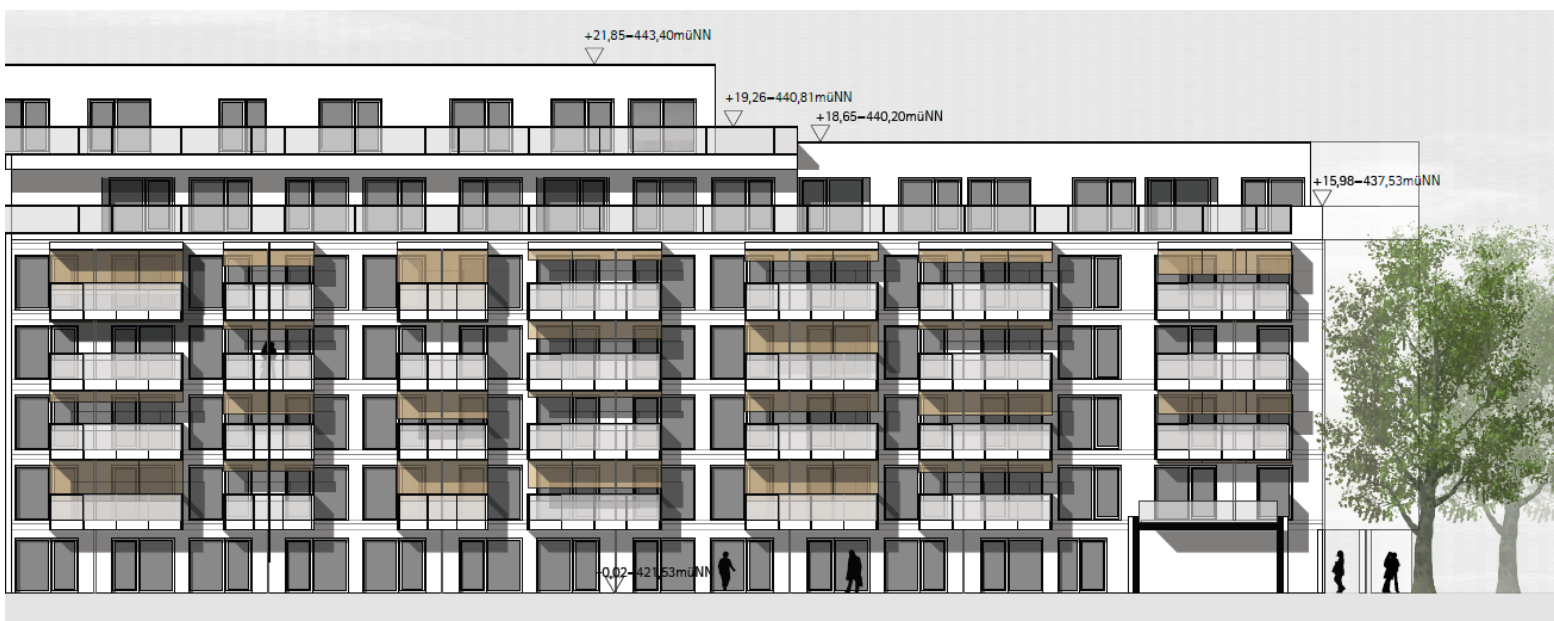 +21,85=443,40müNN
+19,26=440,81müNN
+18,65=440,20müNN
+15,98=437,53müNN
-0,02=421,53müNN